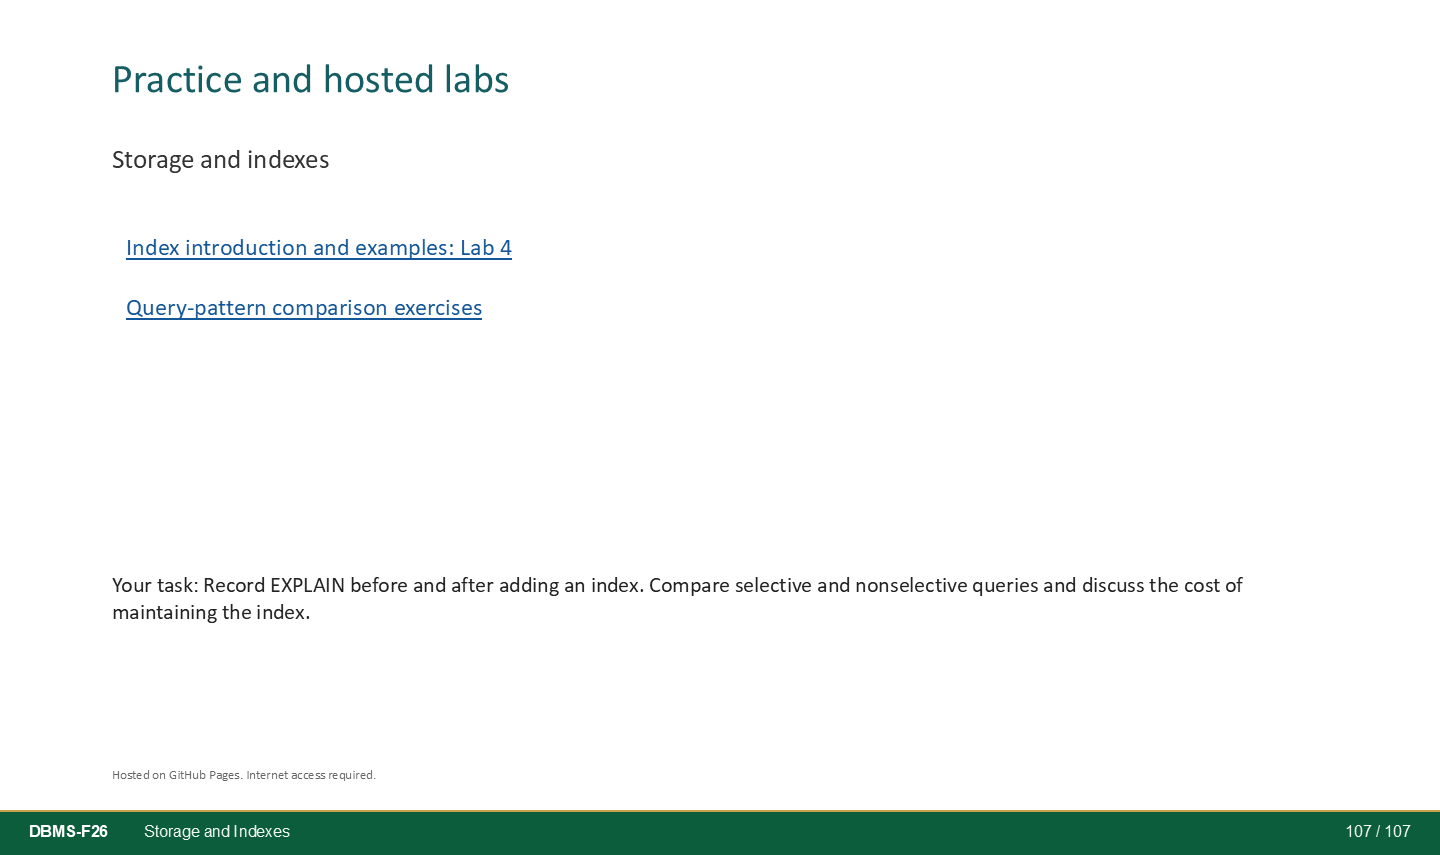 Practice and hosted labs
Storage and indexes
Index introduction and examples: Lab 4
Query-pattern comparison exercises
Your task: Record EXPLAIN before and after adding an index. Compare selective and nonselective queries and discuss the cost of
maintaining the index.
Hosted on GitHub Pages. Internet access required.
DBMS-F26 Storage and Indexes 107 / 107